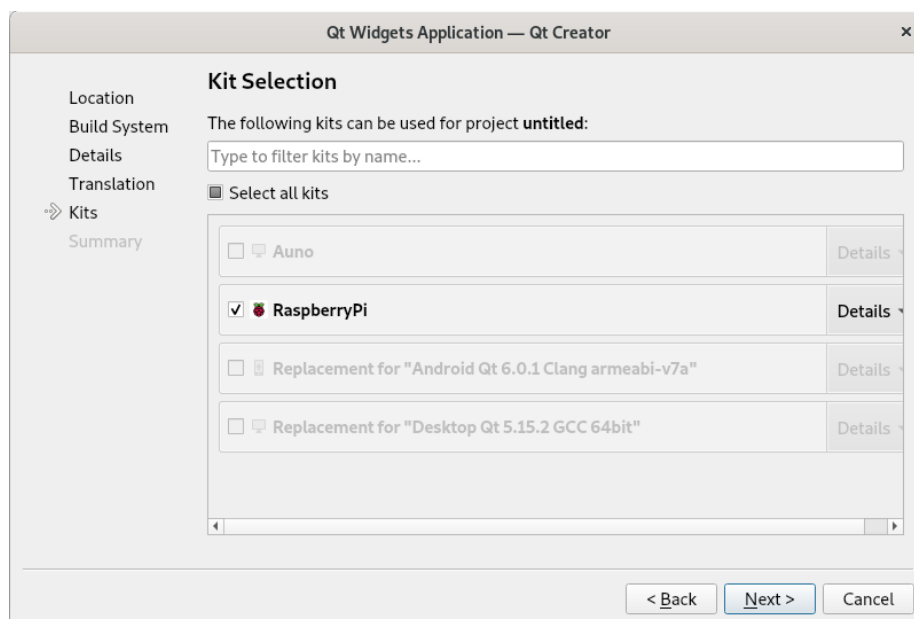 Qt Widgets Application — Qt Creator
Location
Build System
Details
Translation
Kits
Summary
Kit Selection
The following kits can be used for project untitled:
Type to filter kits by name...
Select all kits
Auno Details
RaspberryPi Details
Replacement for "Android Qt 6.0.1 Clang armeabi-v7a" Details
Replacement for "Desktop Qt 5.15.2 GCC 64bit" Details
< Back Next > Cancel